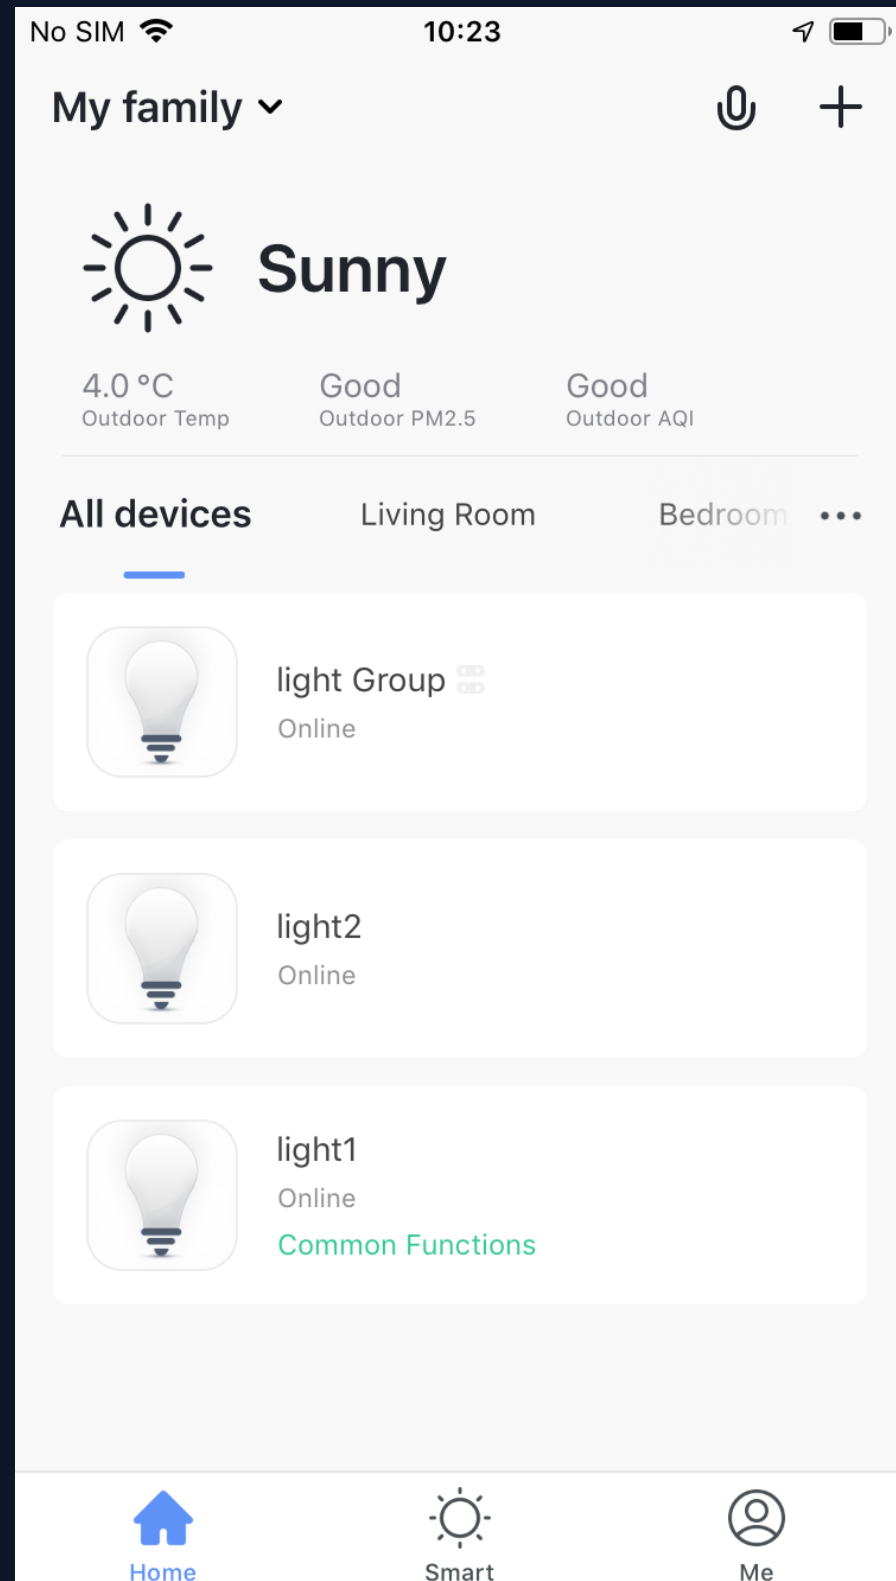 No SIM 10:23
My family
Sunny
4.0 °C Good Good
Outdoor Temp Outdoor PM2.5 Outdoor AQI
All devices Living Room Bedroom
light Group
Online
light2
Online
light1
Online
Common Functions
Home Smart Me